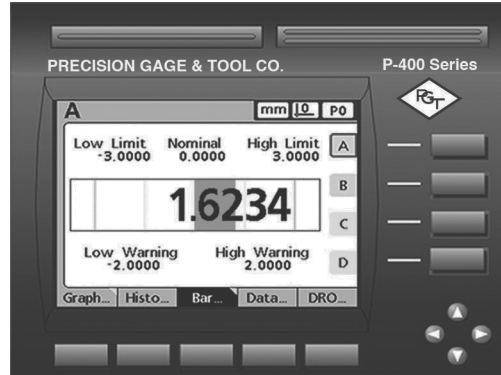 PRECISION GAGE & TOOL CO. P-400 Series
PGT
A mm P0
Low Limit Nominal High Limit A
-3.0000 0.0000 3.0000
B
1.6234
C
Low Warning High Warning
-2.0000 2.0000 D
Graph... Histo... Bar... Data... DRO...